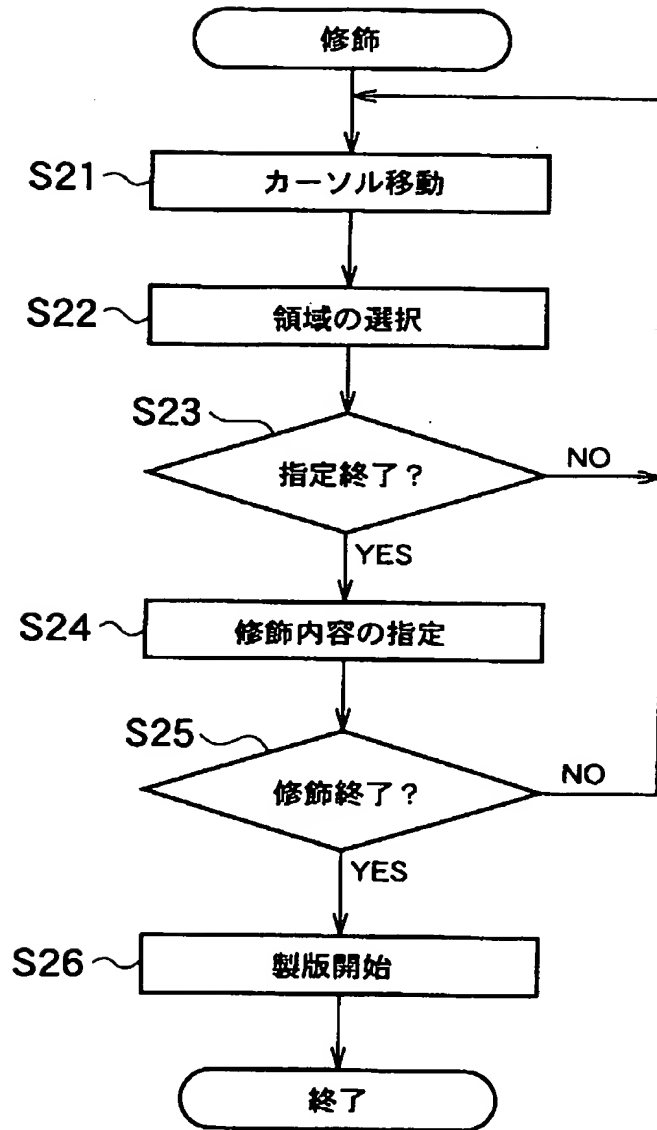 修飾
S21
カーソル移動
S22
領域の選択
S23
指定終了?
NO
YES
S24
修飾内容の指定
S25
修飾終了?
NO
YES
S26
製版開始
終了